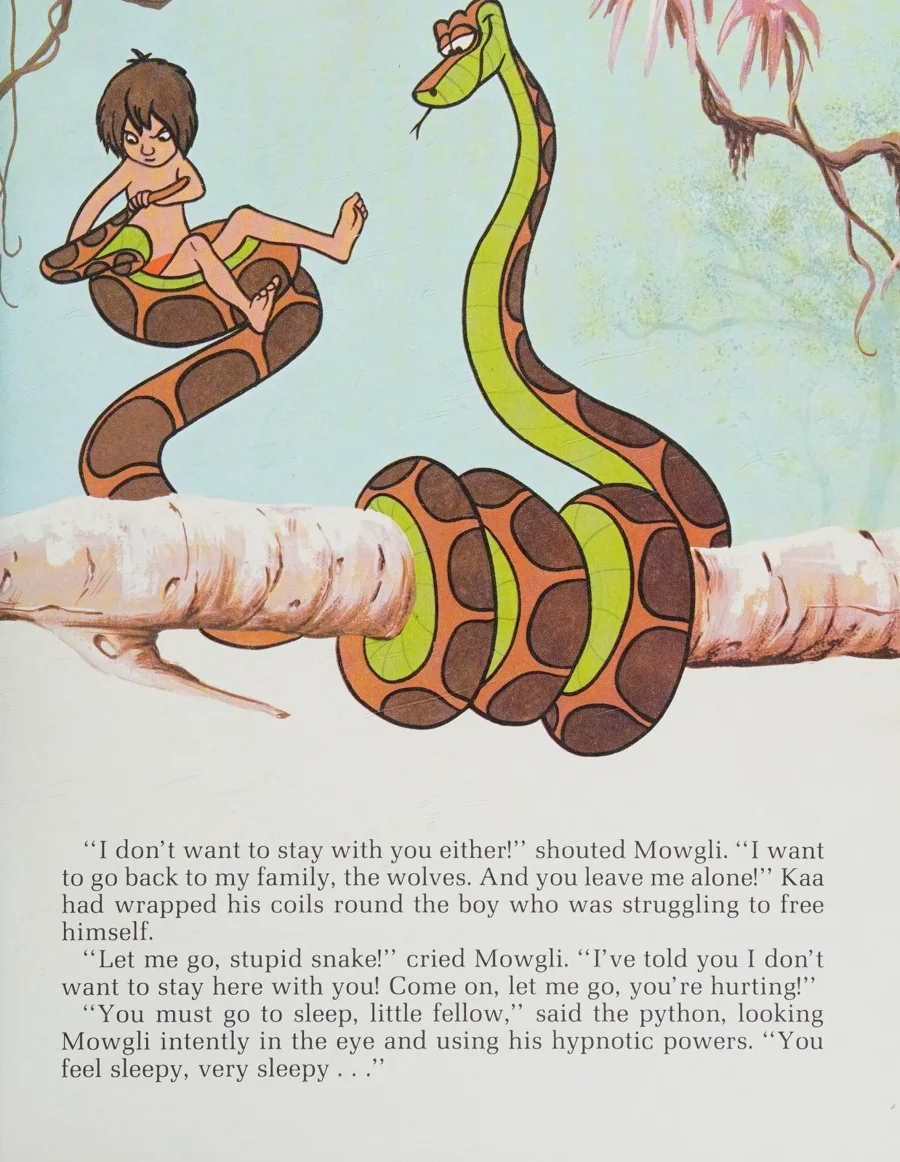 “I don’t want to stay with you either!” shouted Mowgli. “I want
to go back to my family, the wolves. And you leave me alone!” Kaa
had wrapped his coils round the boy who was struggling to free
himself.
“Let me go, stupid snake!” cried Mowgli. “I’ve told you I don’t
want to stay here with you! Come on, let me go, you’re hurting!”
“You must go to sleep, little fellow,” said the python, looking
Mowgli intently in the eye and using his hypnotic powers. “You
feel sleepy, very sleepy . . .”